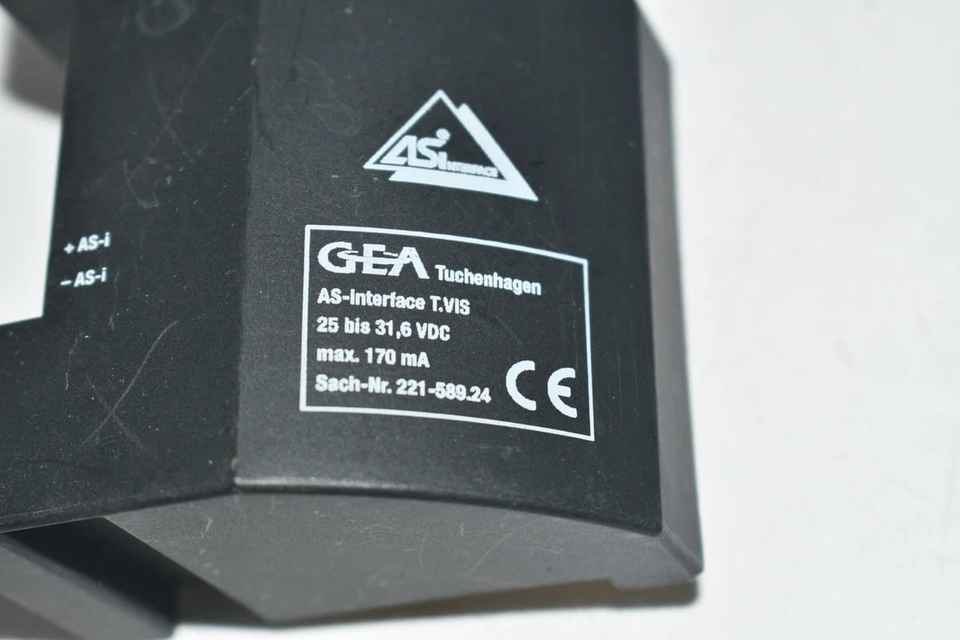 AS-INTERFACE
+ AS-i
– AS-i
GEA Tuchenhagen
AS-Interface T.VIS
25 bis 31,6 VDC
max. 170 mA
Sach-Nr. 221-589.24
CE